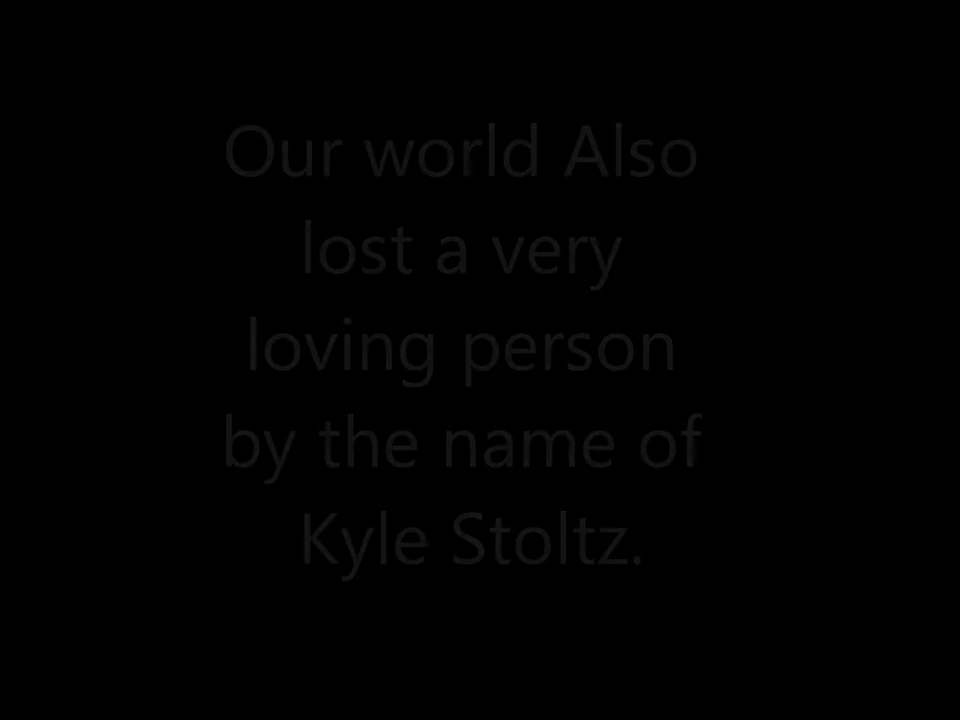 Our world Also
lost a very
loving person
by the name of
Kyle Stoltz.